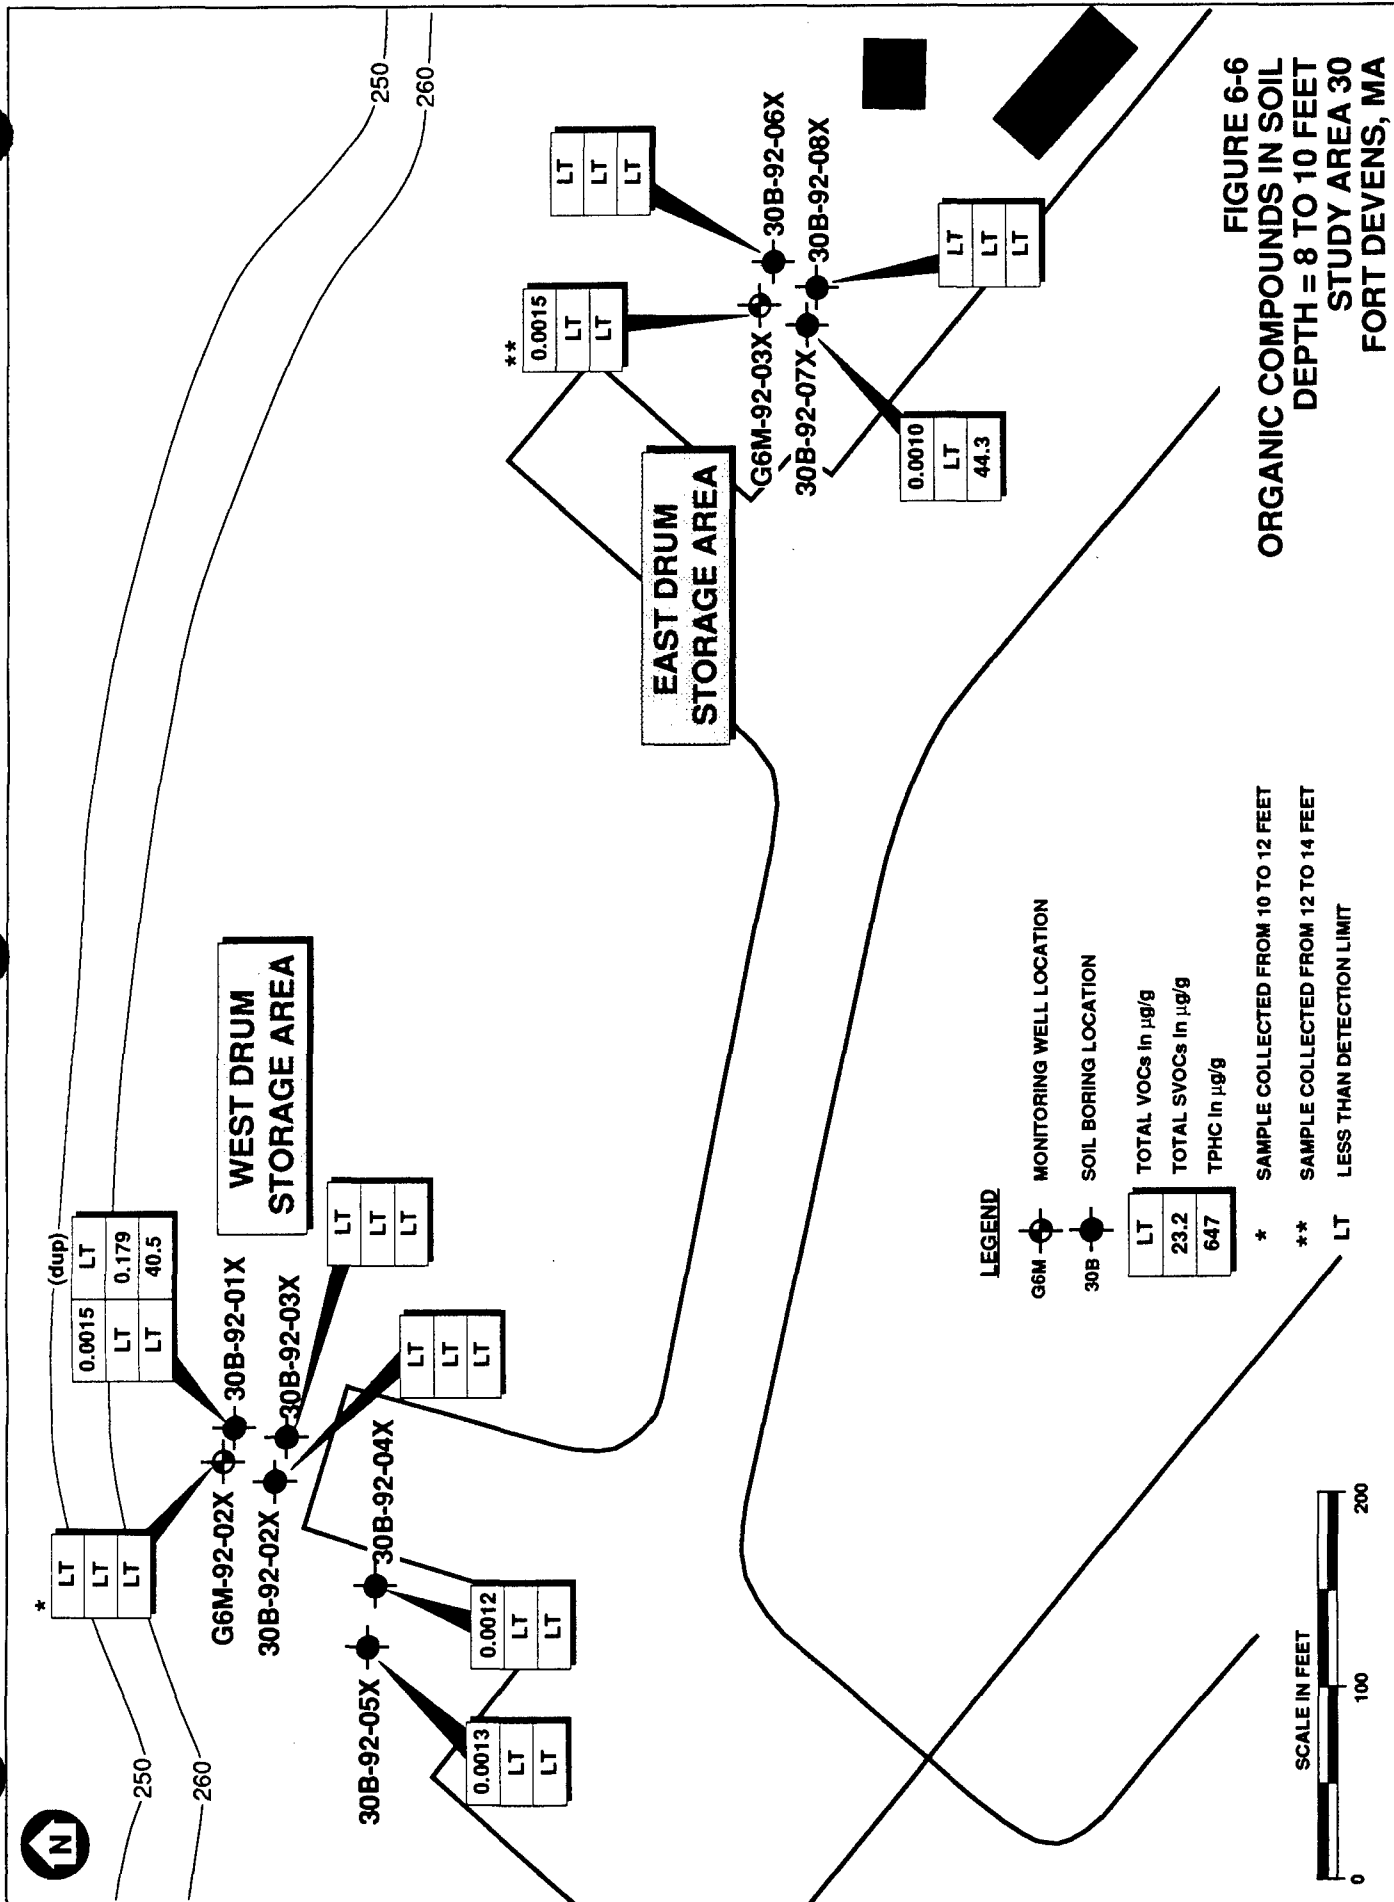 N
250
260
250
260
*
LT
LT
LT
(dup)
0.0015 LT
LT 0.179
LT 40.5
G6M-92-02X
30B-92-01X
30B-92-02X
30B-92-03X
WEST DRUM
STORAGE AREA
LT
LT
LT
LT
LT
LT
30B-92-05X
30B-92-04X
0.0013
LT
LT
0.0012
LT
LT
**
0.0015
LT
LT
LT
LT
LT
EAST DRUM
STORAGE AREA
G6M-92-03X
30B-92-06X
30B-92-07X
30B-92-08X
0.0010
LT
44.3
LT
LT
LT
LEGEND
G6M MONITORING WELL LOCATION
30B SOIL BORING LOCATION
LT TOTAL VOCs in µg/g
23.2 TOTAL SVOCs in µg/g
647 TPHC in µg/g
* SAMPLE COLLECTED FROM 10 TO 12 FEET
** SAMPLE COLLECTED FROM 12 TO 14 FEET
LT LESS THAN DETECTION LIMIT
SCALE IN FEET
0 100 200
FIGURE 6-6
ORGANIC COMPOUNDS IN SOIL
DEPTH = 8 TO 10 FEET
STUDY AREA 30
FORT DEVENS, MA